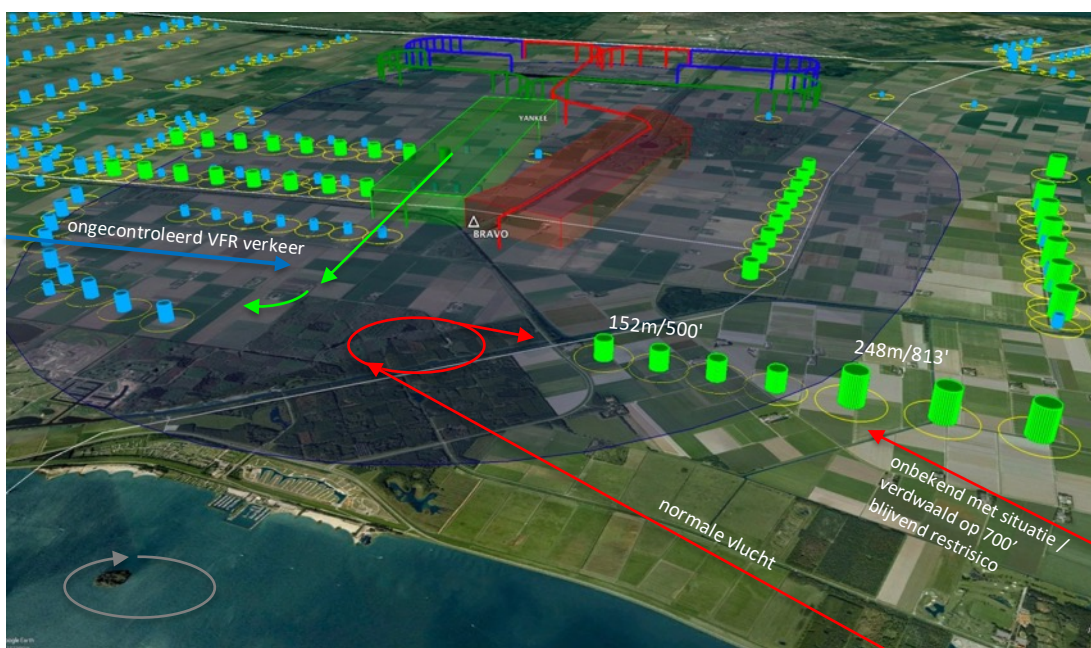 YANKEE
ongecontroleerd VFR verkeer
BRAVO
152m/500'
248m/813'
onbekend met situatie /
verdwaald op 700'
blijvend restrisico
normale vlucht
Google Earth